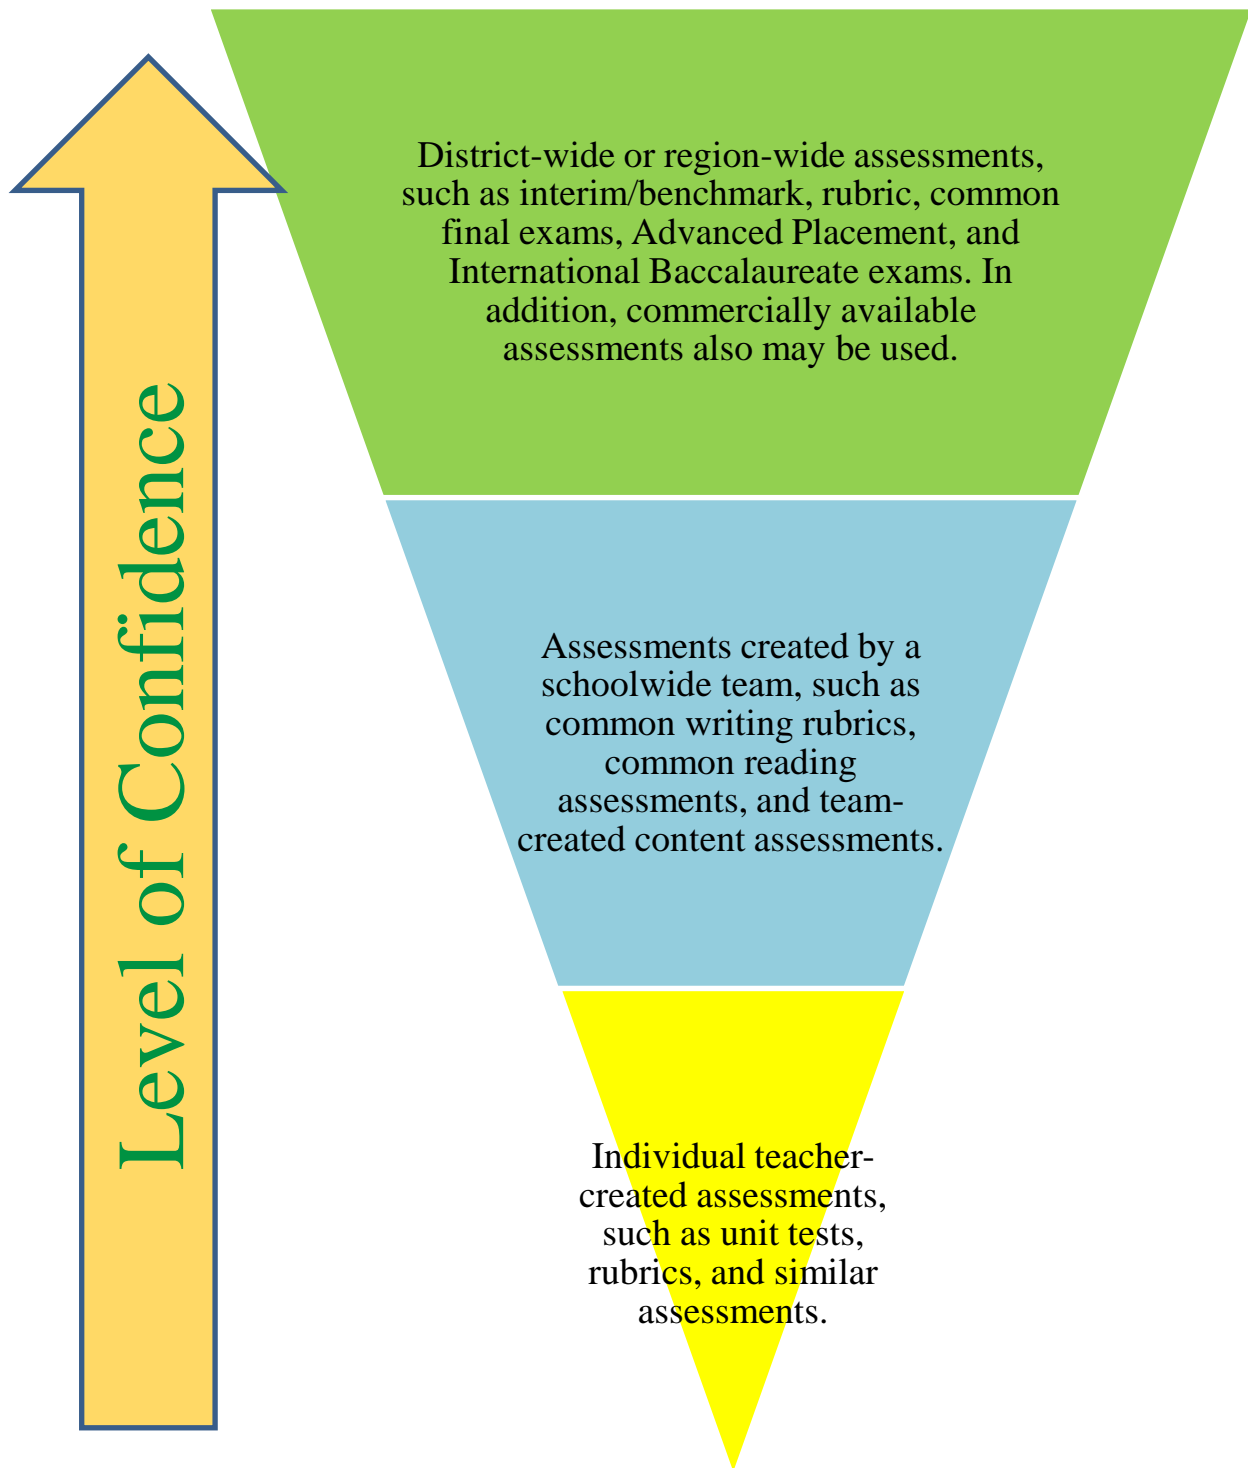 District-wide or region-wide assessments,
such as interim/benchmark, rubric, common
final exams, Advanced Placement, and
International Baccalaureate exams. In
addition, commercially available
assessments also may be used.
Level of Confidence
Assessments created by a
schoolwide team, such as
common writing rubrics,
common reading
assessments, and team-
created content assessments.
Individual teacher-
created assessments,
such as unit tests,
rubrics, and similar
assessments.